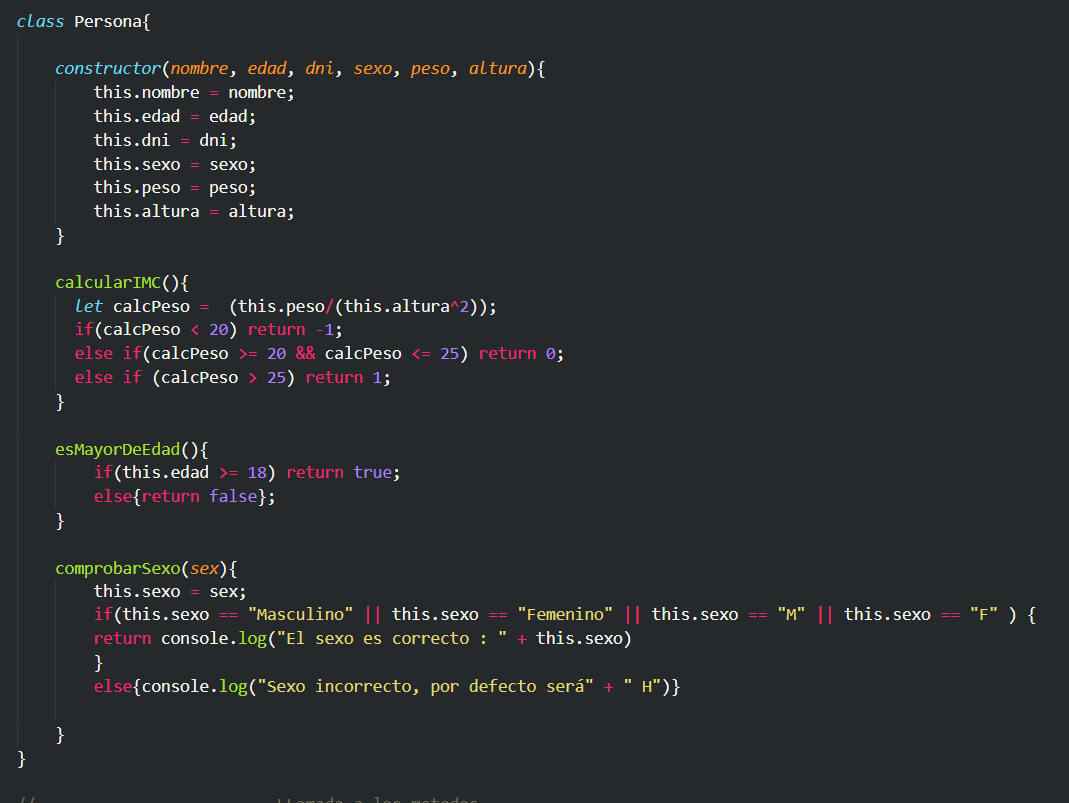 class Persona{
constructor(nombre, edad, dni, sexo, peso, altura){
this.nombre = nombre;
this.edad = edad;
this.dni = dni;
this.sexo = sexo;
this.peso = peso;
this.altura = altura;
}
calcularIMC(){
let calcPeso =  (this.peso/(this.altura^2));
if(calcPeso < 20) return -1;
else if(calcPeso >= 20 && calcPeso <= 25) return 0;
else if (calcPeso > 25) return 1;
}
esMayorDeEdad(){
if(this.edad >= 18) return true;
else{return false};
}
comprobarSexo(sex){
this.sexo = sex;
if(this.sexo == "Masculino" || this.sexo == "Femenino" || this.sexo == "M" || this.sexo == "F" ) {
return console.log("El sexo es correcto : " + this.sexo)
}
else{console.log("Sexo incorrecto, por defecto será" + " H")}
}
}
// a los metodos